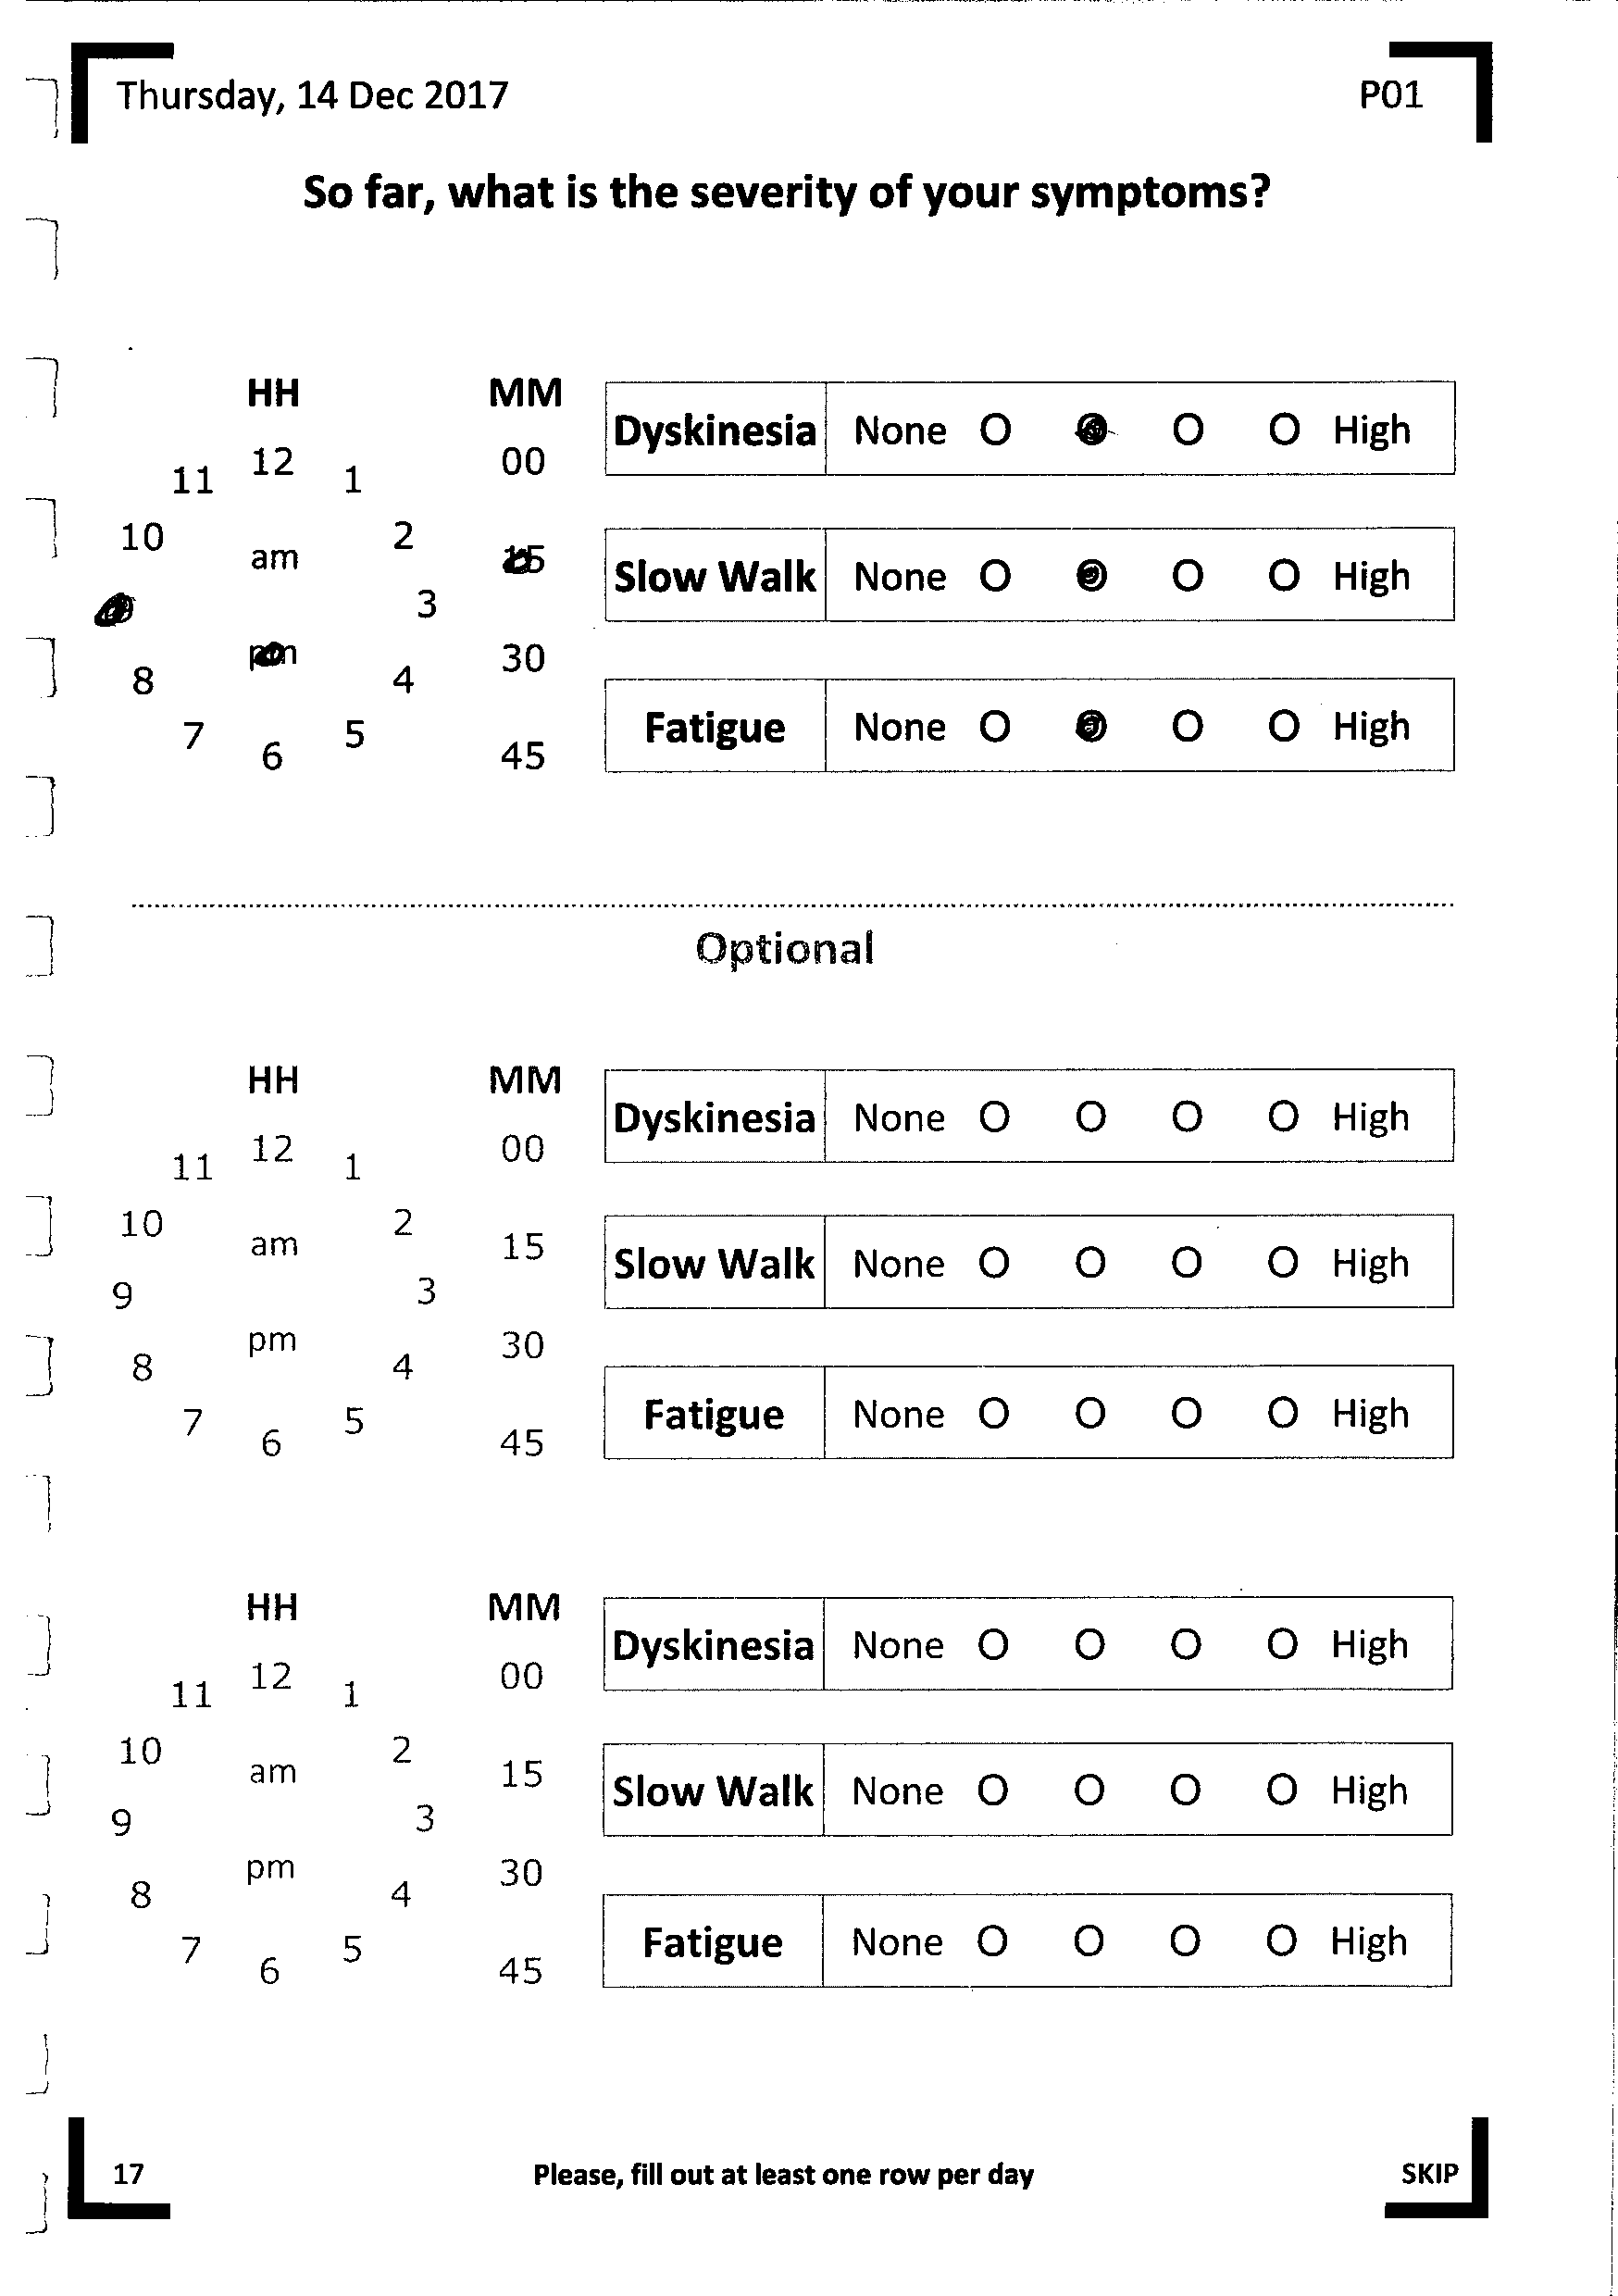 Thursday, 14 Dec 2017 P01
So far, what is the severity of your symptoms?
HH MM
Dyskinesia None O O O High
12 00
11 1
10 2
am 15
Slow Walk None O O O High
3
pm 30
8 4
Fatigue None O O O High
7 5
6 45
Optional
HH MM
Dyskinesia None O O O O High
12 00
11 1
10 2
am 15
Slow Walk None O O O O High
9 3
pm 30
8 4
Fatigue None O O O O High
7 5
6 45
HH MM
Dyskinesia None O O O O High
12 00
11 1
10 2
am 15
Slow Walk None O O O O High
9 3
pm 30
8 4
Fatigue None O O O O High
7 5
6 45
17 Please, fill out at least one row per day SKIP